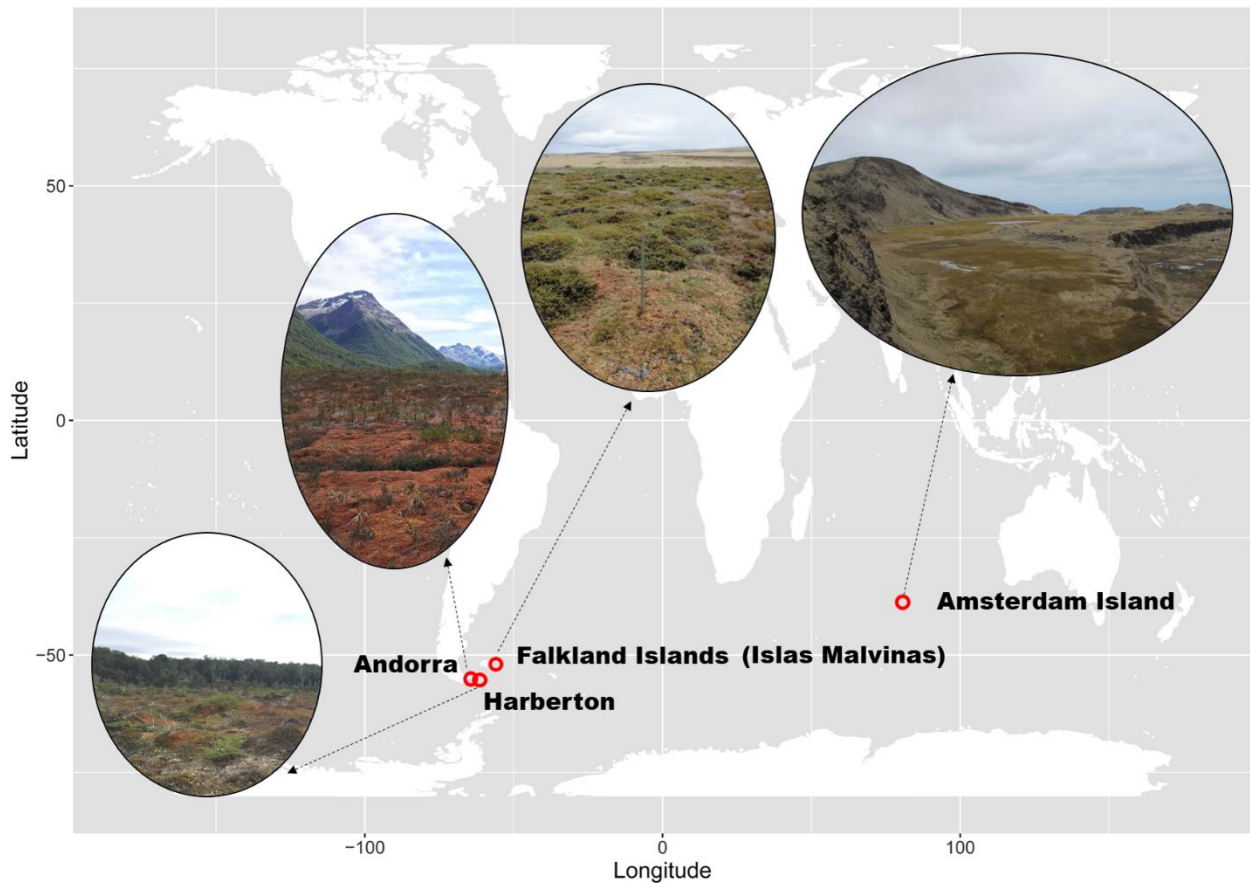 50
0
−50
Latitude
Andorra
Falkland Islands (Islas Malvinas)
Harberton
Amsterdam Island
−100
0
100
Longitude